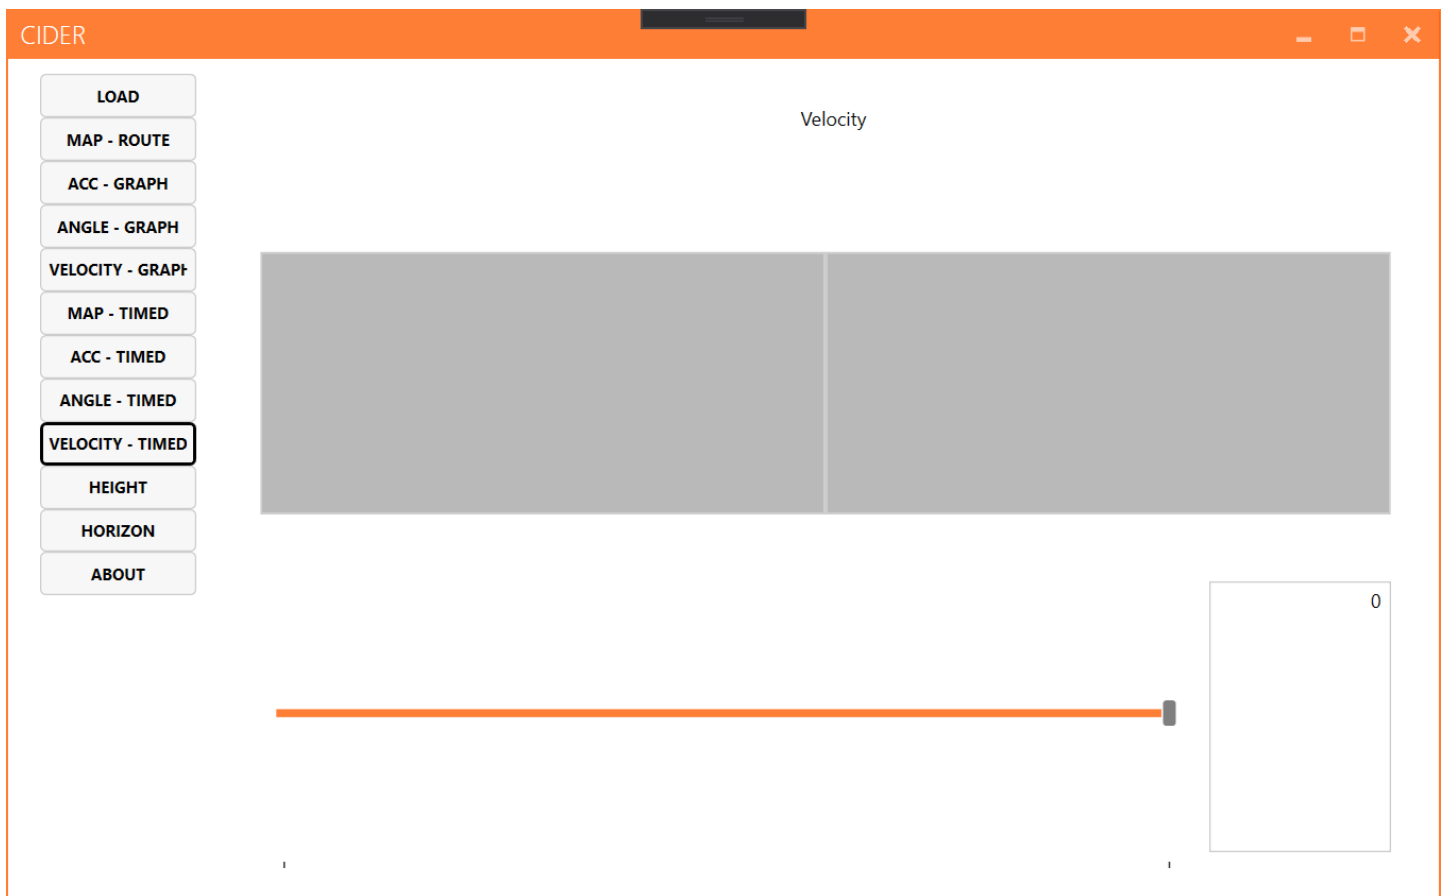 CIDER
LOAD
MAP - ROUTE
ACC - GRAPH
ANGLE - GRAPH
VELOCITY - GRAPH
MAP - TIMED
ACC - TIMED
ANGLE - TIMED
VELOCITY - TIMED
HEIGHT
HORIZON
ABOUT
Velocity
0